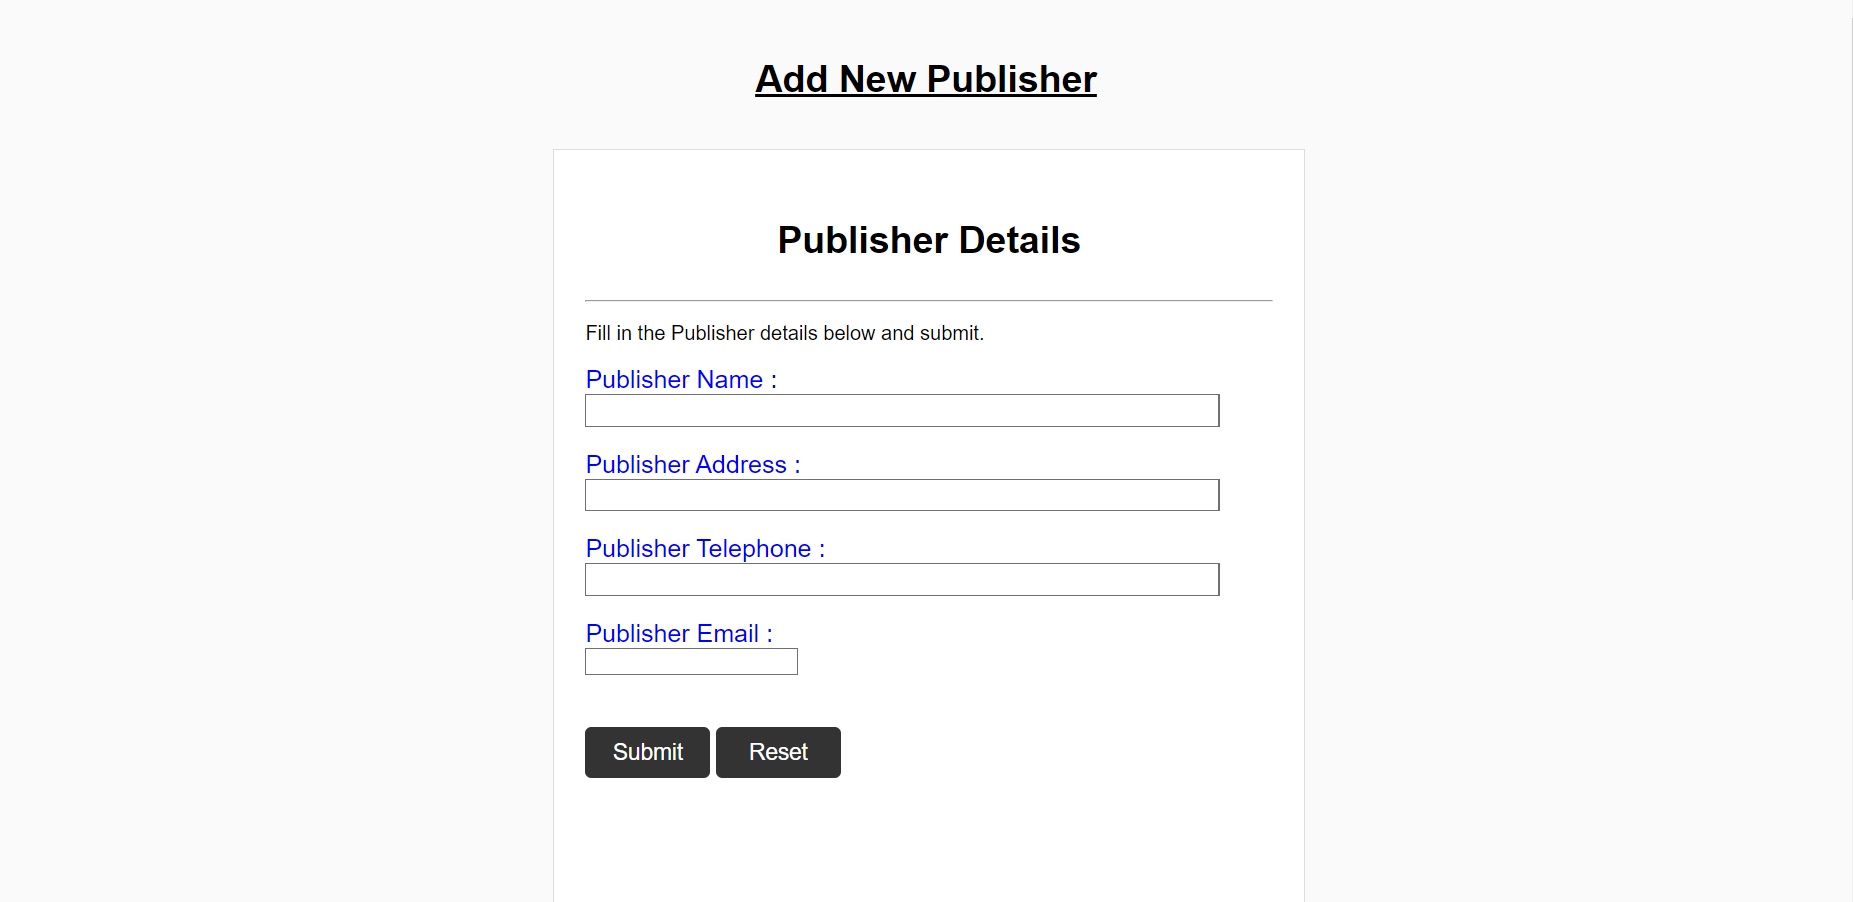 Add New Publisher
Publisher Details
Fill in the Publisher details below and submit.
Publisher Name :
Publisher Address :
Publisher Telephone :
Publisher Email :
Submit Reset